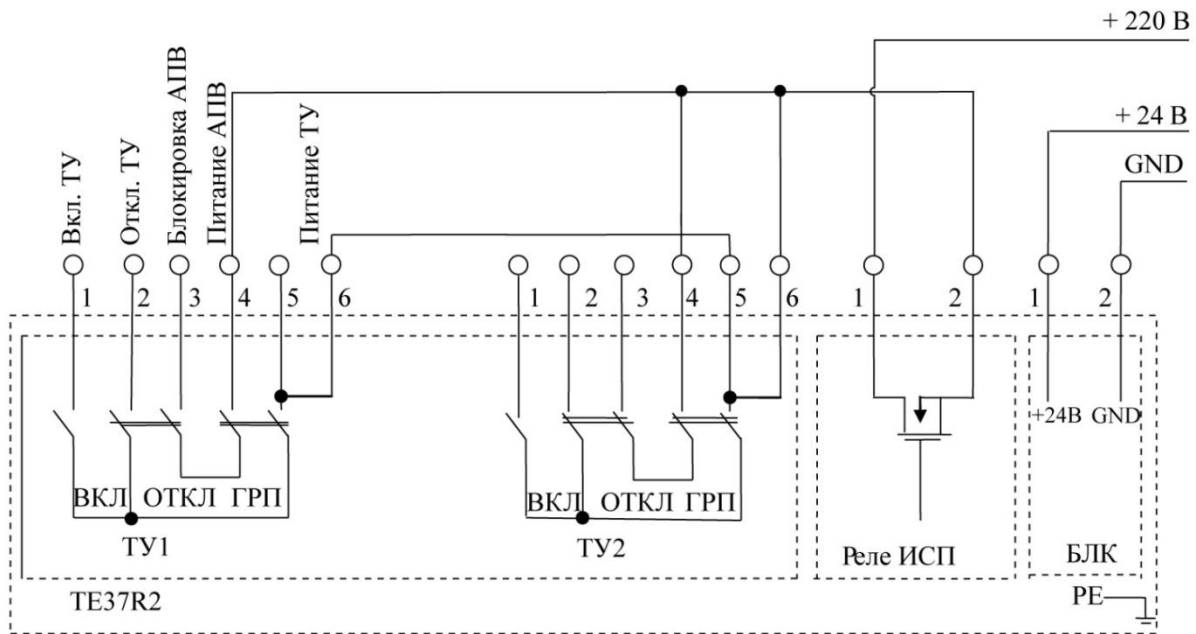 + 220 В
+ 24 В
GND
Вкл. ТУ
Откл. ТУ
Блокировка АПВ
Питание АПВ
Питание ТУ
1 2 3 4 5 6 1 2 3 4 5 6 1 2 1 2
+24В GND
ВКЛ ОТКЛ ГРП ВКЛ ОТКЛ ГРП
ТУ1 ТУ2 Реле ИСП БЛК
TE37R2 PE